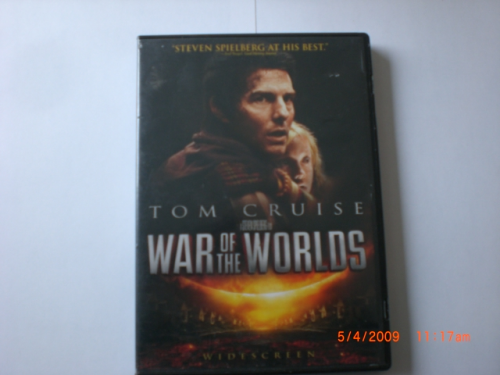 "STEVEN SPIELBERG AT HIS BEST."
TOM CRUISE
WAR OF THE WORLDS
WIDESCREEN
5/4/2009 11:17am